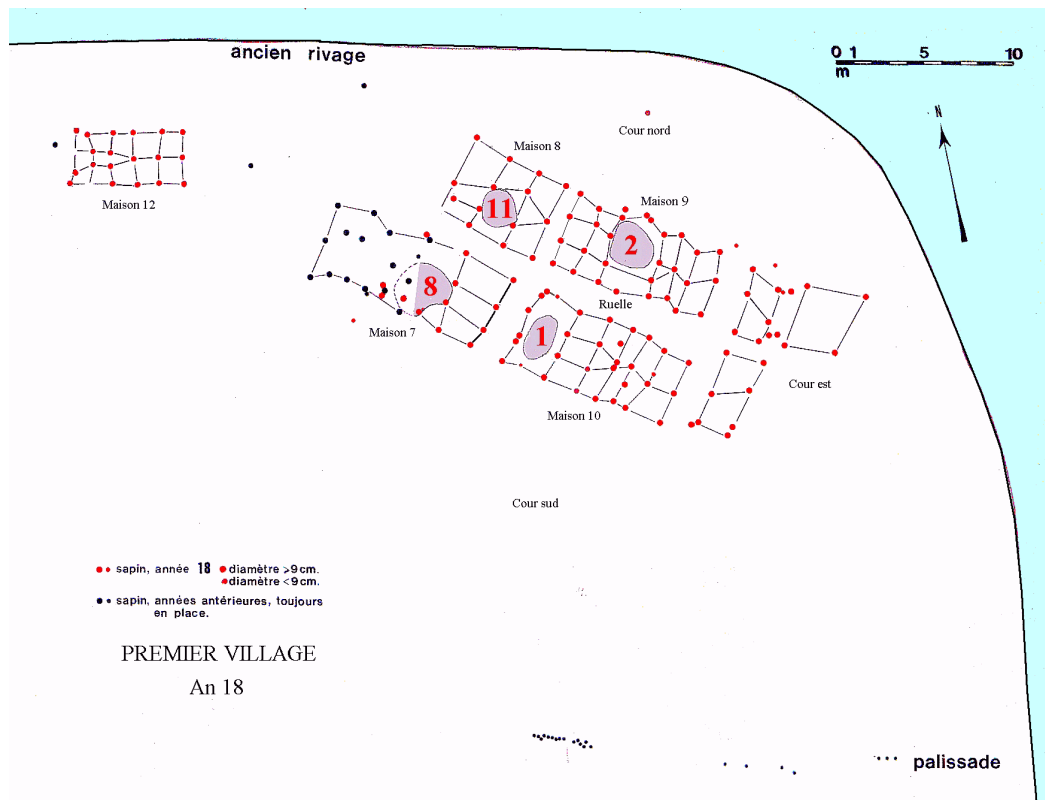 ancien rivage
0 1 5 10
m
N
Cour nord
Maison 8
Maison 12
Maison 9
11
2
8
Ruelle
Maison 7
1
Cour est
Maison 10
Cour sud
sapin, année 18 diamètre >9cm.
diamètre <9cm.
sapin, années antérieures, toujours
en place.
PREMIER VILLAGE
An 18
palissade